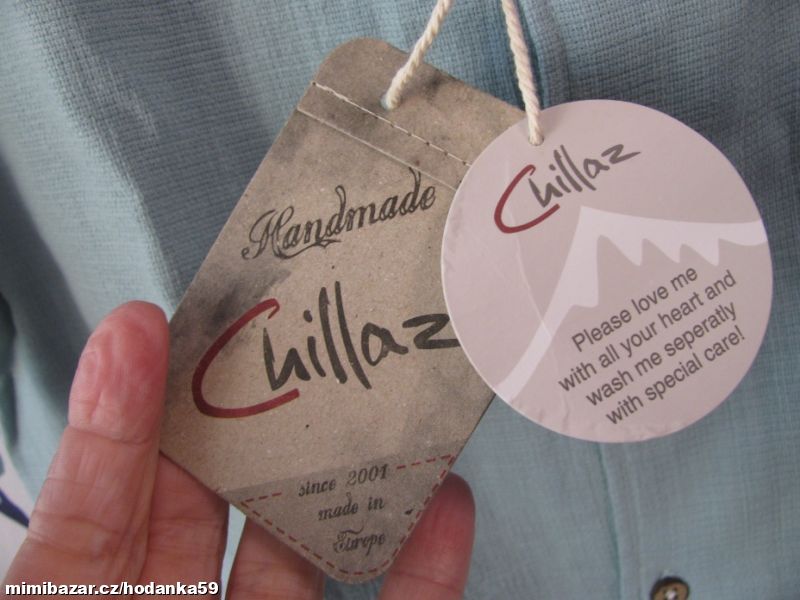 Handmade
Chillaz
since 2001
made in
Europe
Chillaz
Please love me
with all your heart and
wash me seperatly
with special care!
mimibazar.cz/hodanka59